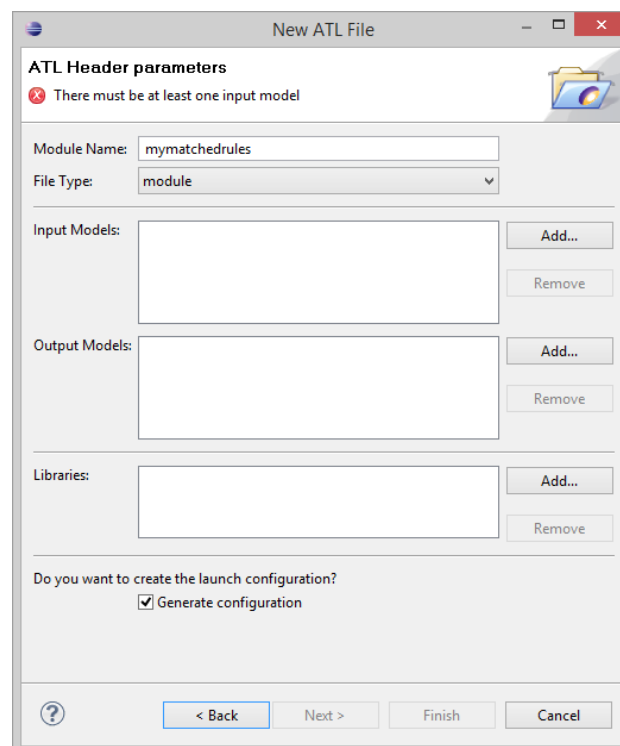 New ATL File
ATL Header parameters
There must be at least one input model
Module Name: mymatchedrules
File Type: module
Input Models: Add...
Remove
Output Models: Add...
Remove
Libraries: Add...
Remove
Do you want to create the launch configuration?
Generate configuration
< Back Next > Finish Cancel